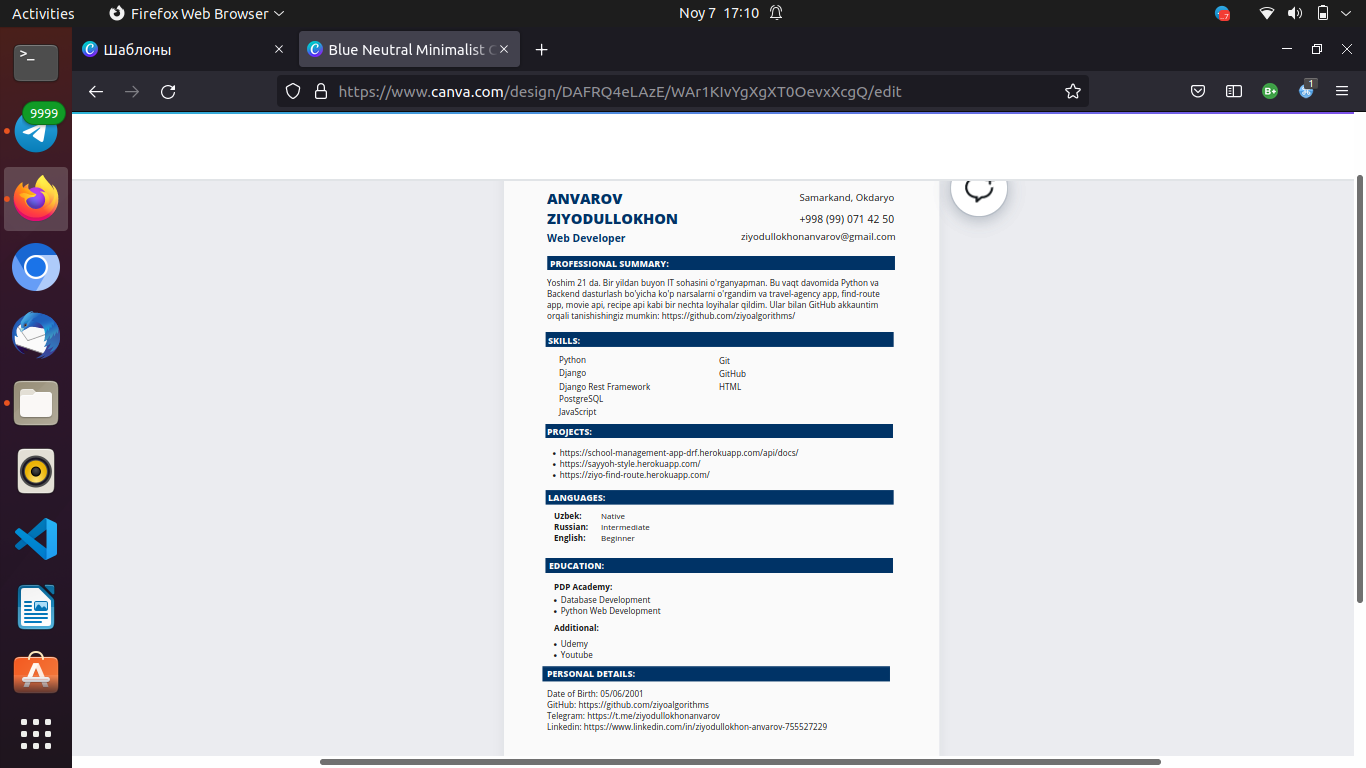 Activities
Firefox Web Browser
Noy 7 17:10
7
Шаблоны
Blue Neutral Minimalist
9999
https://www.canva.com/design/DAFRQ4eLAzE/WAr1KIvYgXgXT0OevxXcgQ/edit
B+
1
ANVAROV
ZIYODULLOKHON
Web Developer
Samarkand, Okdaryo
+998 (99) 071 42 50
ziyodullokhonanvarov@gmail.com
PROFESSIONAL SUMMARY:
Yoshim 21 da. Bir yildan buyon IT sohasini o'rganyapman. Bu vaqt davomida Python va
Backend dasturlash bo'yicha ko'p narsalarni o'rgandim va travel-agency app, find-route
app, movie api, recipe api kabi bir nechta loyihalar qildim. Ular bilan GitHub akkauntim
orqali tanishishingiz mumkin: https://github.com/ziyoalgorithms/
SKILLS:
Python
Django
Django Rest Framework
PostgreSQL
JavaScript
Git
GitHub
HTML
PROJECTS:
• https://school-management-app-drf.herokuapp.com/api/docs/
• https://sayyoh-style.herokuapp.com/
• https://ziyo-find-route.herokuapp.com/
LANGUAGES:
Uzbek: Native
Russian: Intermediate
English: Beginner
EDUCATION:
PDP Academy:
• Database Development
• Python Web Development
Additional:
• Udemy
• Youtube
PERSONAL DETAILS:
Date of Birth: 05/06/2001
GitHub: https://github.com/ziyoalgorithms
Telegram: https://t.me/ziyodullokhonanvarov
Linkedin: https://www.linkedin.com/in/ziyodullokhon-anvarov-755527229